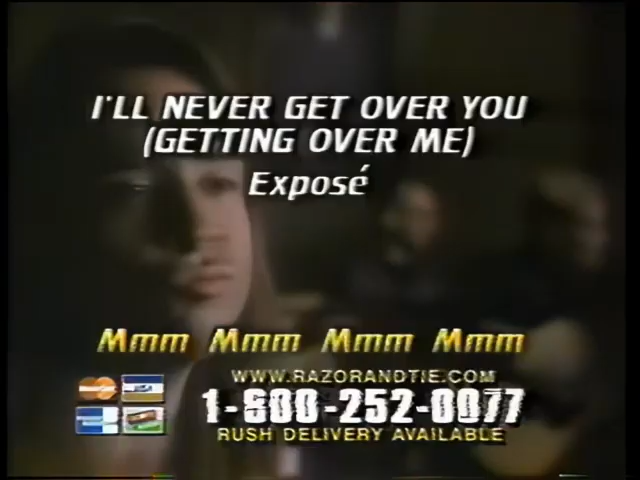 I'LL NEVER GET OVER YOU
(GETTING OVER ME)
Exposé
Mmm Mmm Mmm Mmm
WWW.RAZORANDTIE.COM
1-800-252-0077
RUSH DELIVERY AVAILABLE